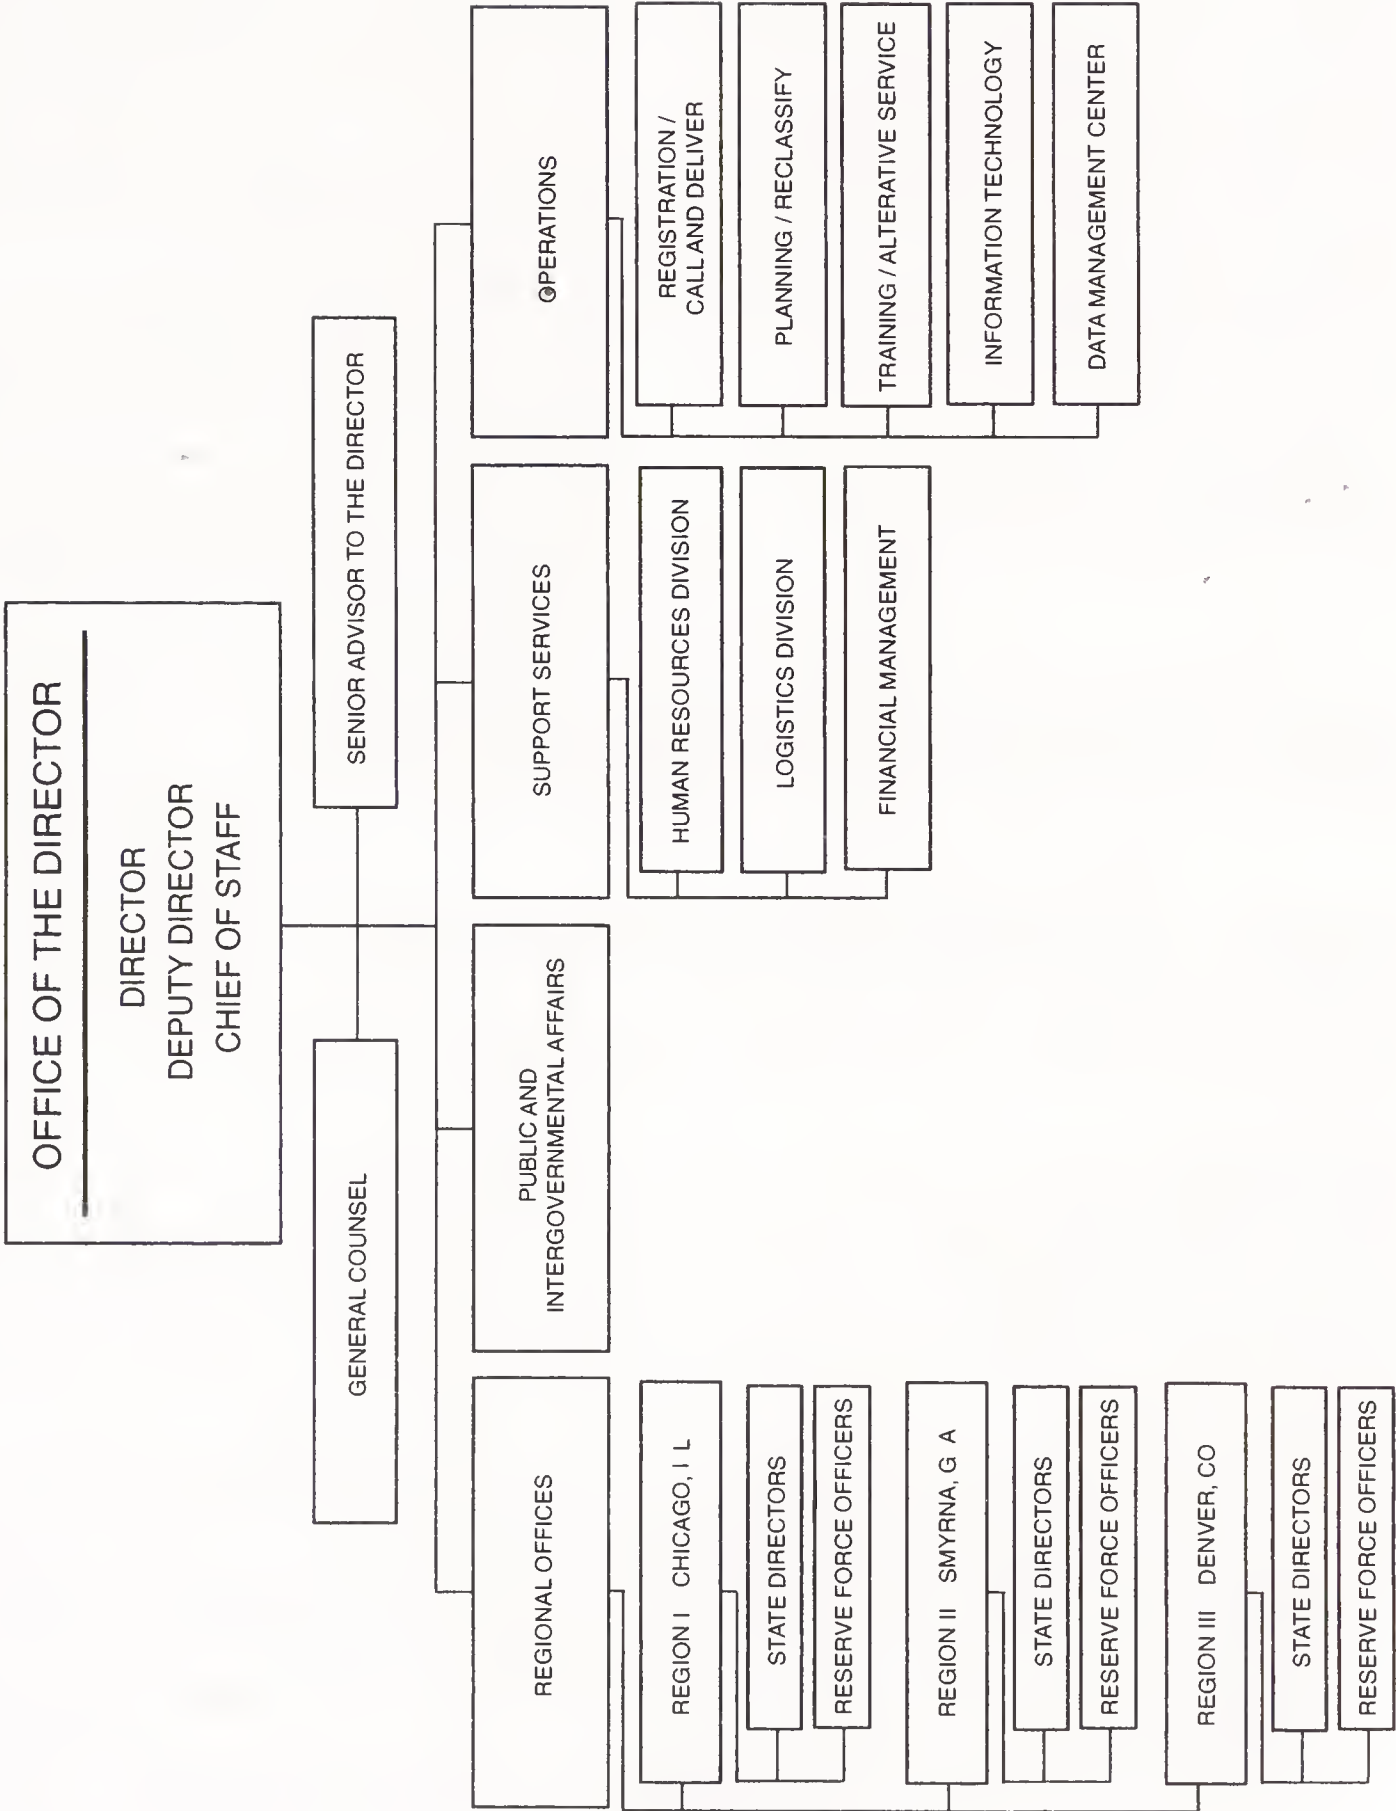 OFFICE OF THE DIRECTOR
DIRECTOR
DEPUTY DIRECTOR
CHIEF OF STAFF
GENERAL COUNSEL
SENIOR ADVISOR TO THE DIRECTOR
REGIONAL OFFICES
REGION I CHICAGO, I L
STATE DIRECTORS
RESERVE FORCE OFFICERS
REGION II SMYRNA, G A
STATE DIRECTORS
RESERVE FORCE OFFICERS
REGION III DENVER, CO
STATE DIRECTORS
RESERVE FORCE OFFICERS
PUBLIC AND
INTERGOVERNMENTAL AFFAIRS
SUPPORT SERVICES
HUMAN RESOURCES DIVISION
LOGISTICS DIVISION
FINANCIAL MANAGEMENT
OPERATIONS
REGISTRATION /
CALL AND DELIVER
PLANNING / RECLASSIFY
TRAINING / ALTERATIVE SERVICE
INFORMATION TECHNOLOGY
DATA MANAGEMENT CENTER